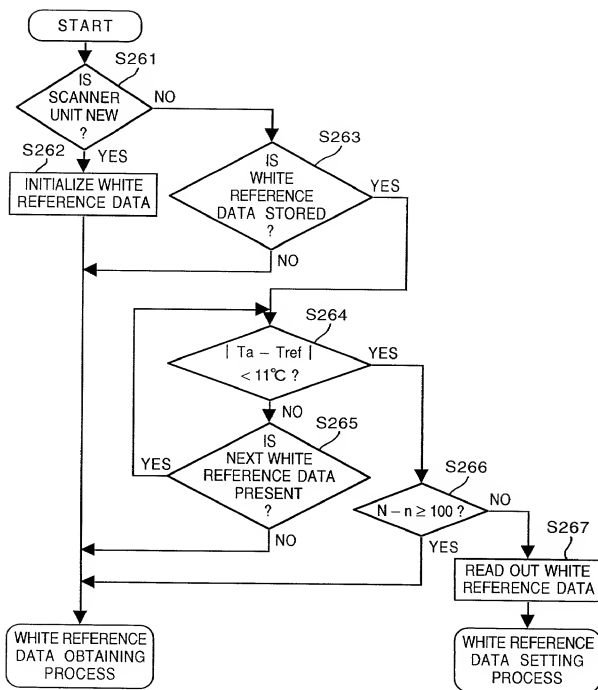 START
S261
IS
SCANNER
UNIT NEW
?
NO
YES
S262
INITIALIZE WHITE
REFERENCE DATA
S263
IS
WHITE
REFERENCE
DATA STORED
?
YES
NO
S264
| Ta – Tref |
< 11℃ ?
YES
NO
S265
IS
NEXT WHITE
REFERENCE DATA
PRESENT
?
YES
NO
S266
N – n ≥ 100 ?
NO
YES
S267
READ OUT WHITE
REFERENCE DATA
WHITE REFERENCE
DATA OBTAINING
PROCESS
WHITE REFERENCE
DATA SETTING
PROCESS